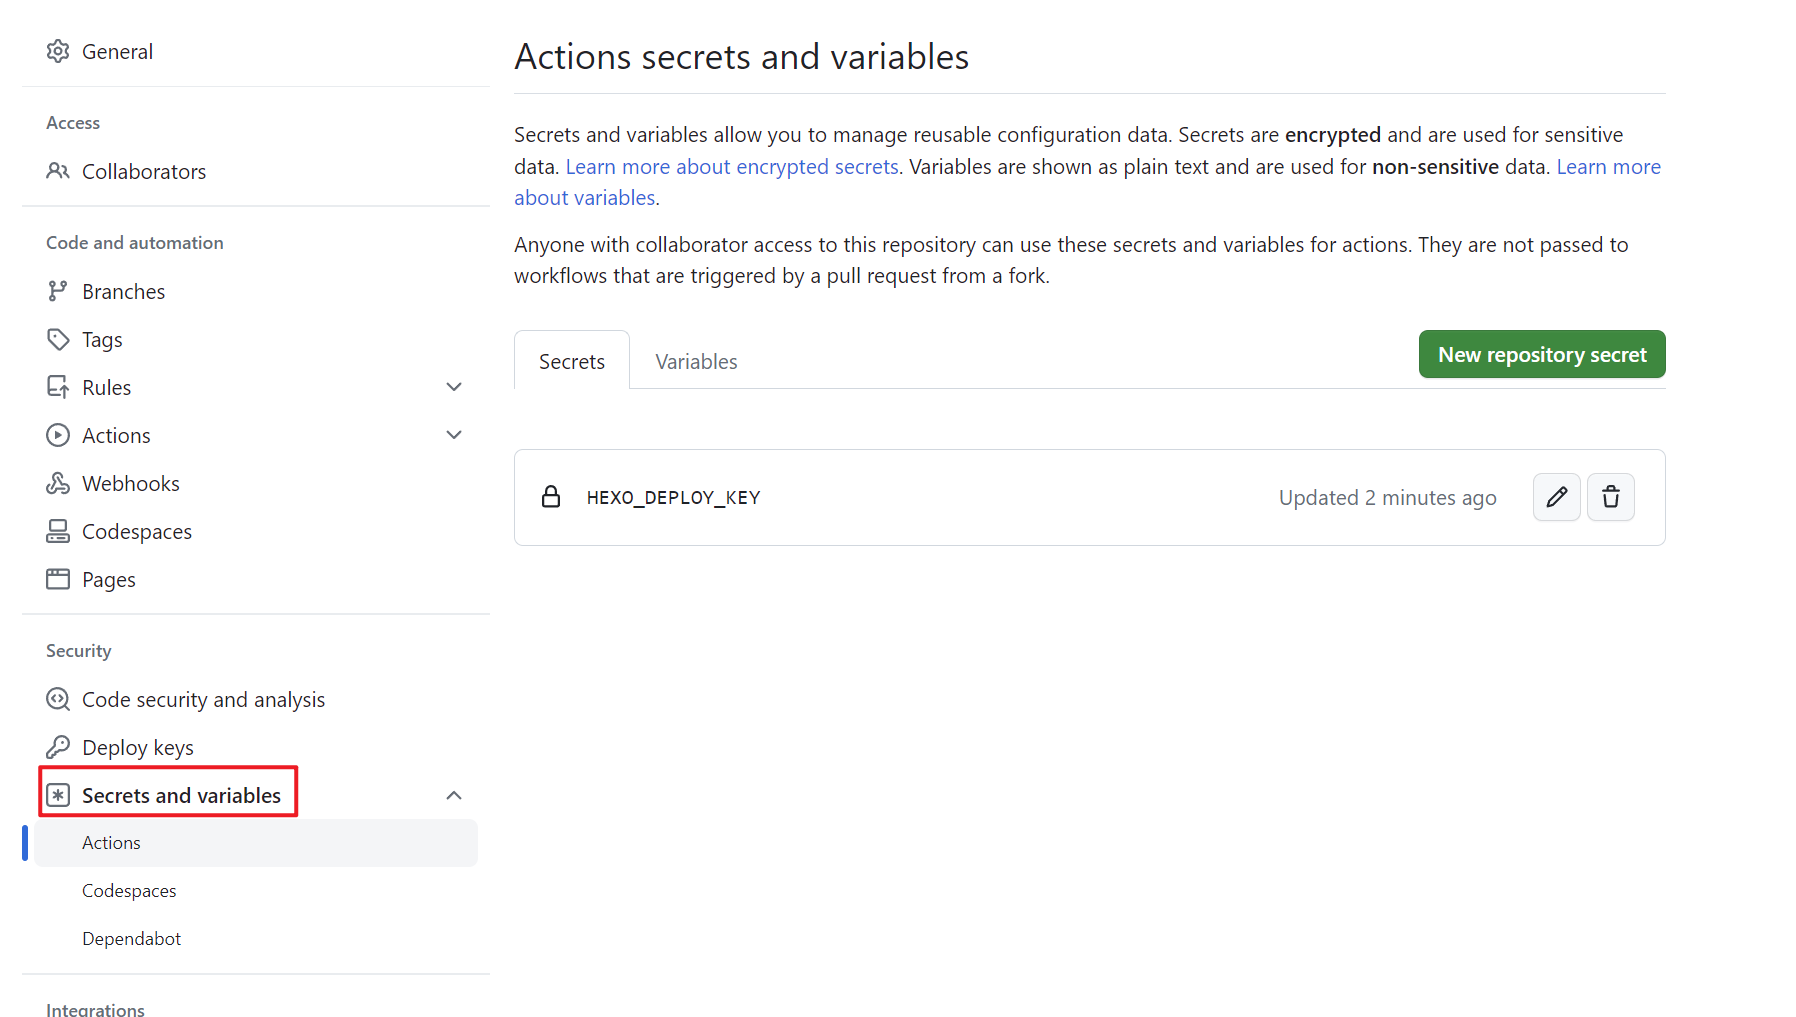 General
Access
Collaborators
Code and automation
Branches
Tags
Rules
Actions
Webhooks
Codespaces
Pages
Security
Code security and analysis
Deploy keys
Secrets and variables
Actions
Codespaces
Dependabot
Integrations
Actions secrets and variables
Secrets and variables allow you to manage reusable configuration data. Secrets are encrypted and are used for sensitive
data. Learn more about encrypted secrets. Variables are shown as plain text and are used for non-sensitive data. Learn more
about variables.
Anyone with collaborator access to this repository can use these secrets and variables for actions. They are not passed to
workflows that are triggered by a pull request from a fork.
Secrets Variables New repository secret
HEXO_DEPLOY_KEY Updated 2 minutes ago